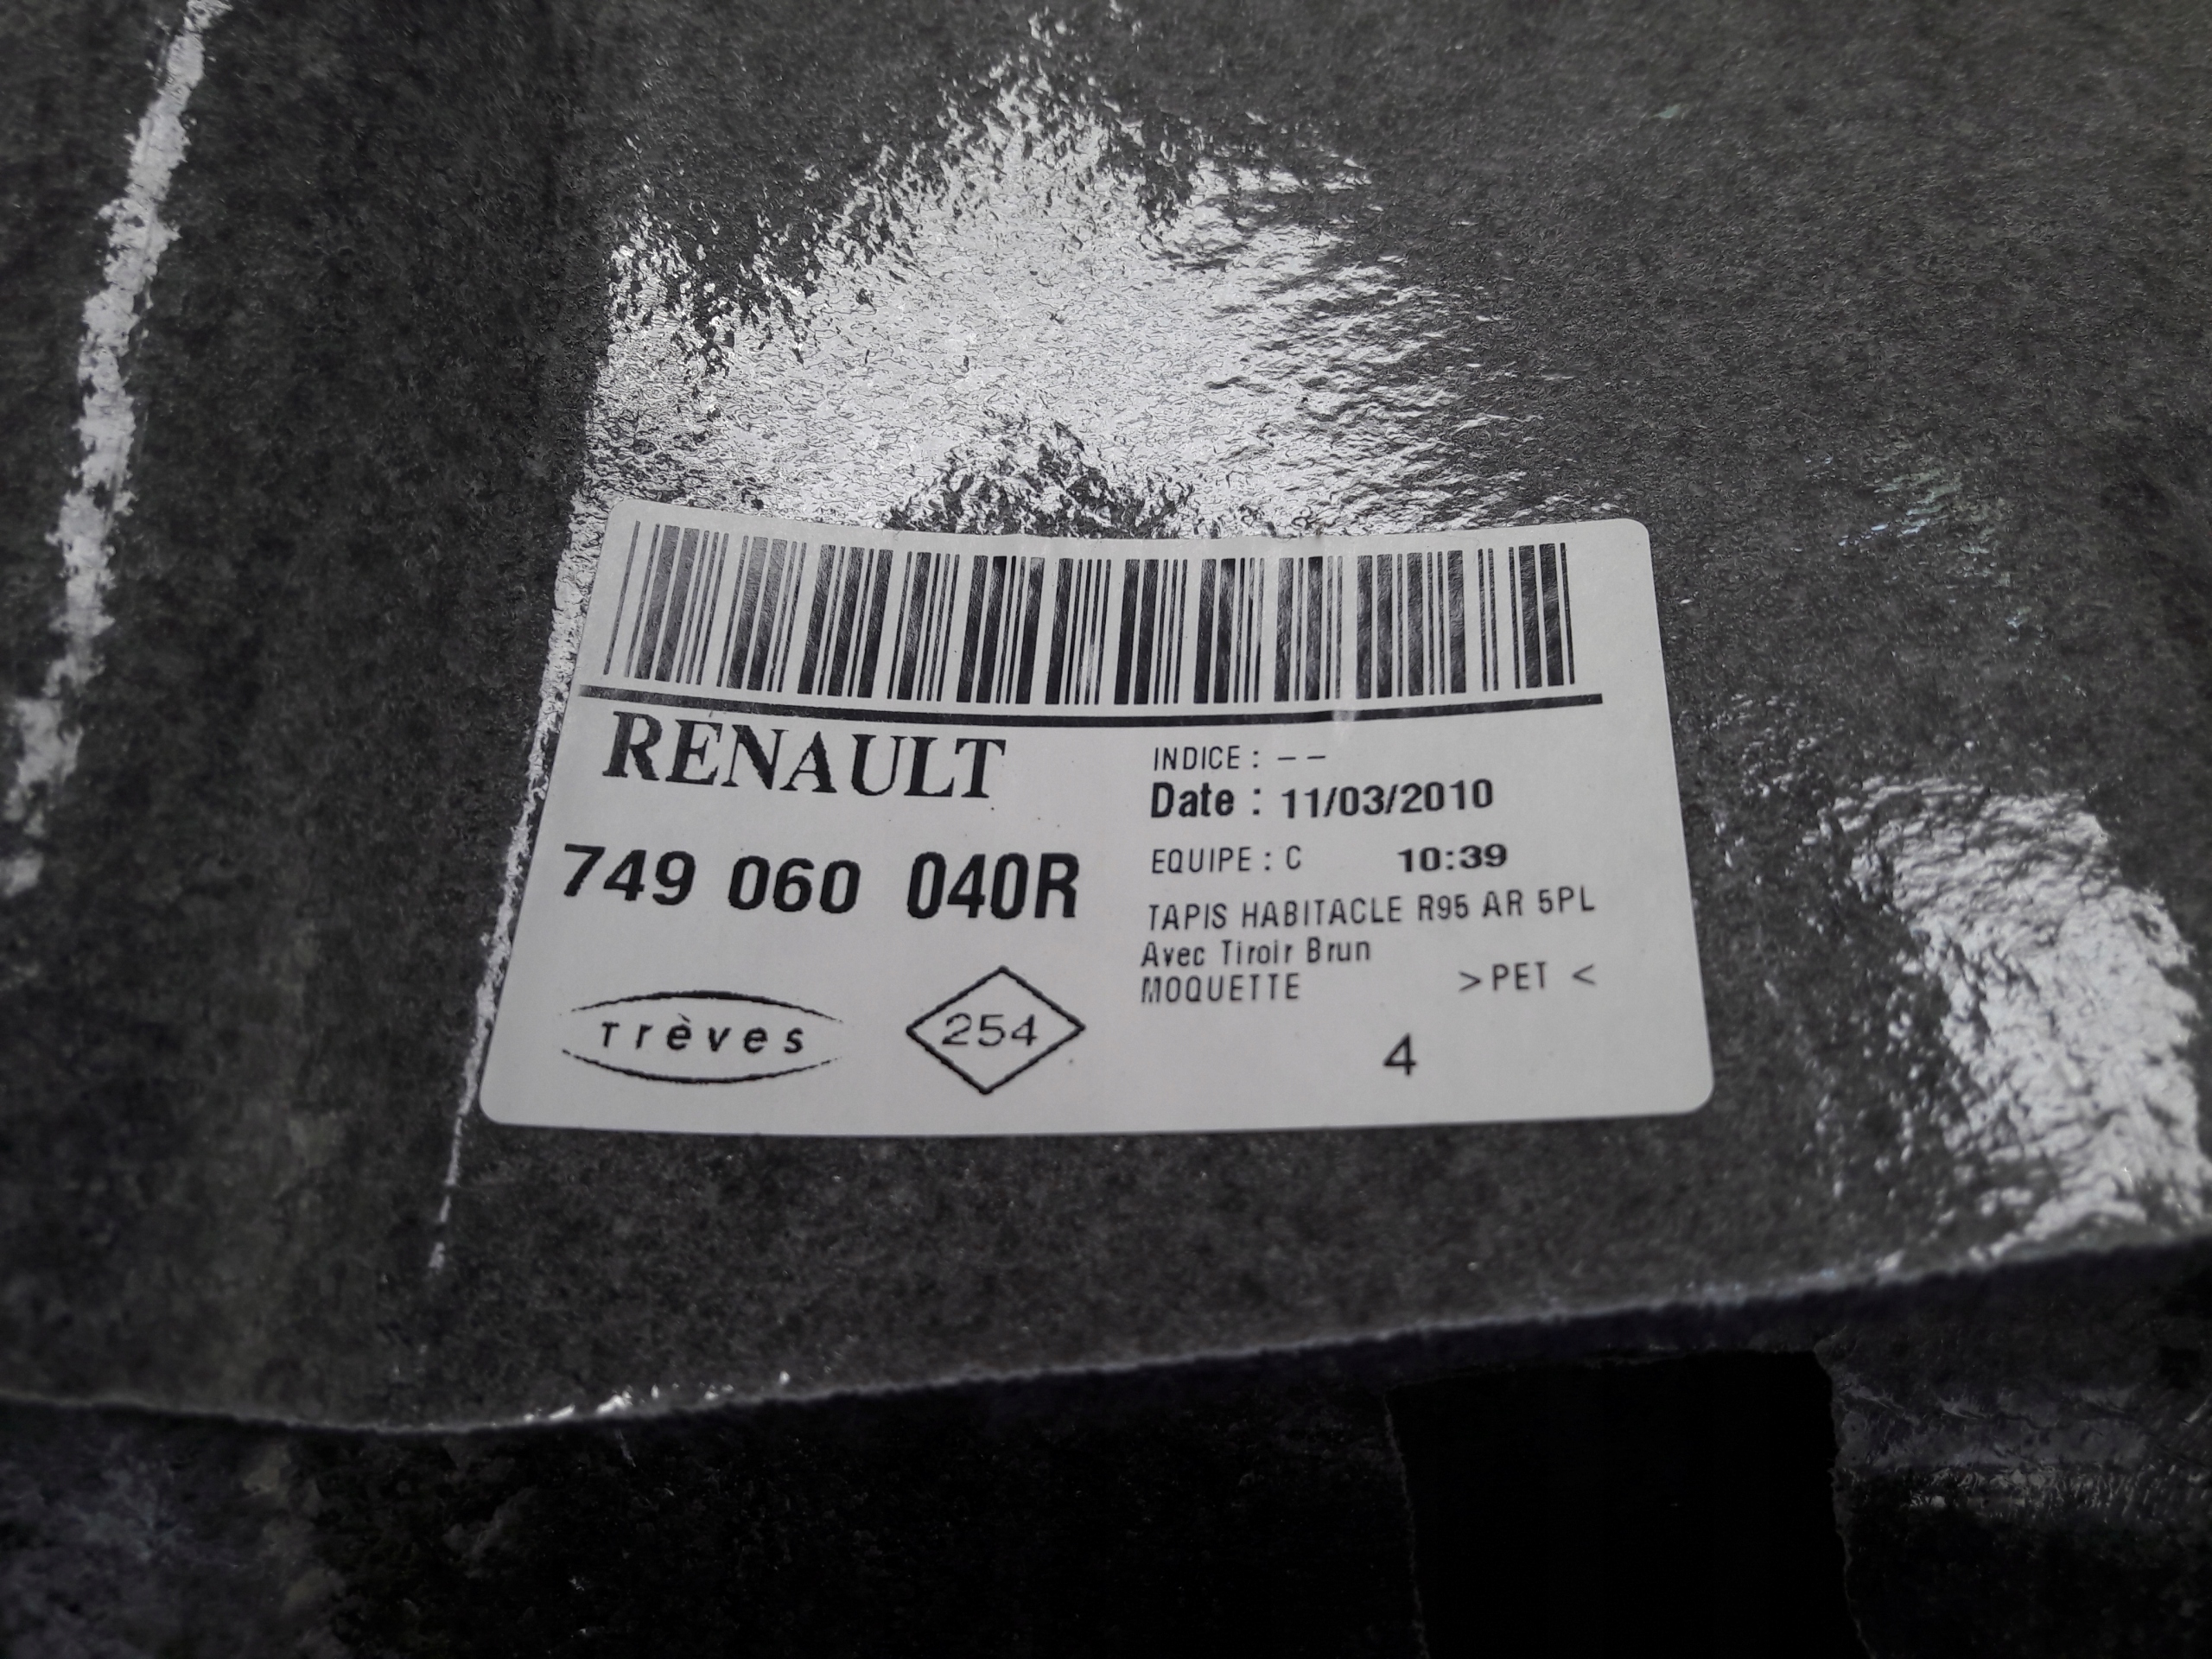 RENAULT
749 060 040R
Trèves
254
INDICE : – –
Date : 11/03/2010
EQUIPE : C 10:39
TAPIS HABITACLE R95 AR 5PL
Avec Tiroir Brun
MOQUETTE >PET <
4